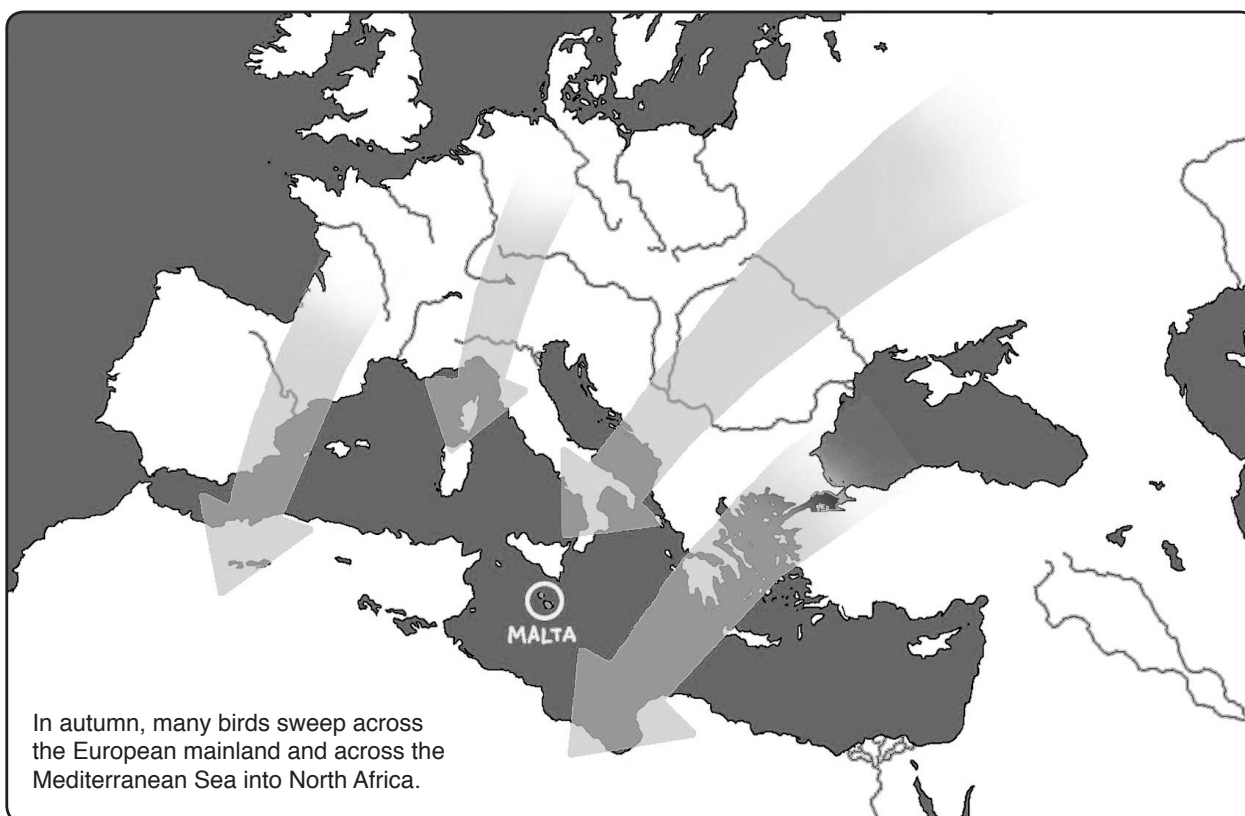 MALTA
In autumn, many birds sweep across
the European mainland and across the
Mediterranean Sea into North Africa.